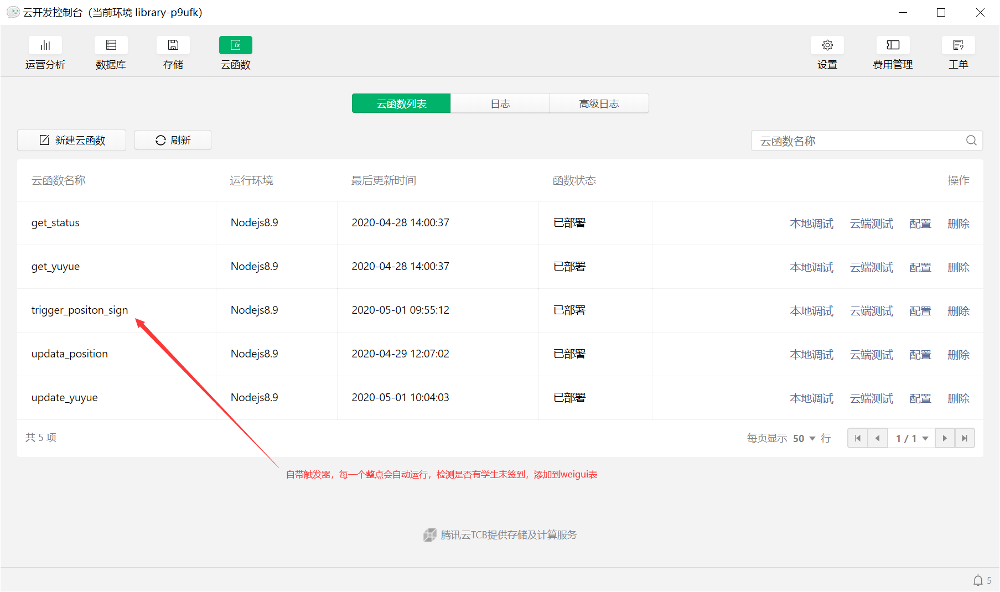 云开发控制台（当前环境 library-p9ufk）
运营分析 数据库 存储 云函数 设置 费用管理 工单
云函数列表 日志 高级日志
新建云函数 刷新 云函数名称
云函数名称 运行环境 最后更新时间 函数状态 操作
get_status Nodejs8.9 2020-04-28 14:00:37 已部署 本地调试 云端测试 配置 删除
get_yuyue Nodejs8.9 2020-04-28 14:00:37 已部署 本地调试 云端测试 配置 删除
trigger_positon_sign Nodejs8.9 2020-05-01 09:55:12 已部署 本地调试 云端测试 配置 删除
updata_position Nodejs8.9 2020-04-29 12:07:02 已部署 本地调试 云端测试 配置 删除
update_yuyue Nodejs8.9 2020-05-01 10:04:03 已部署 本地调试 云端测试 配置 删除
共 5 项 每页显示 50 行 1 / 1
自带触发器，每一个整点会自动运行，检测是否有学生未签到，添加到weigui表
腾讯云TCB提供存储及计算服务
5